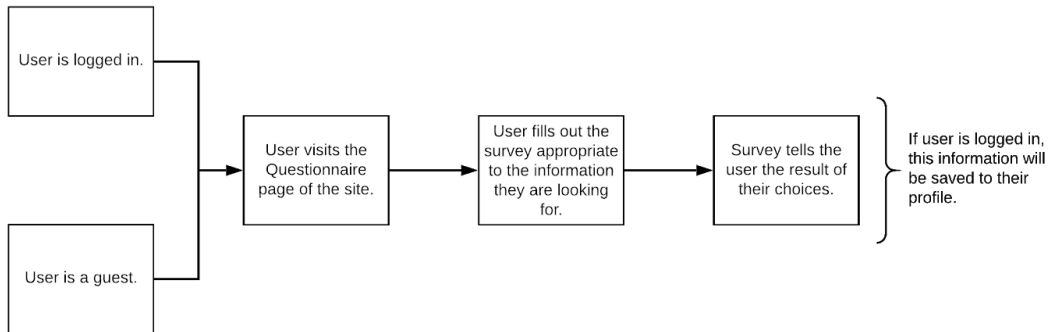 User is logged in.
User is a guest.
User visits the
Questionnaire
page of the site.
User fills out the
survey appropriate
to the information
they are looking
for.
Survey tells the
user the result of
their choices.
If user is logged in,
this information will
be saved to their
profile.